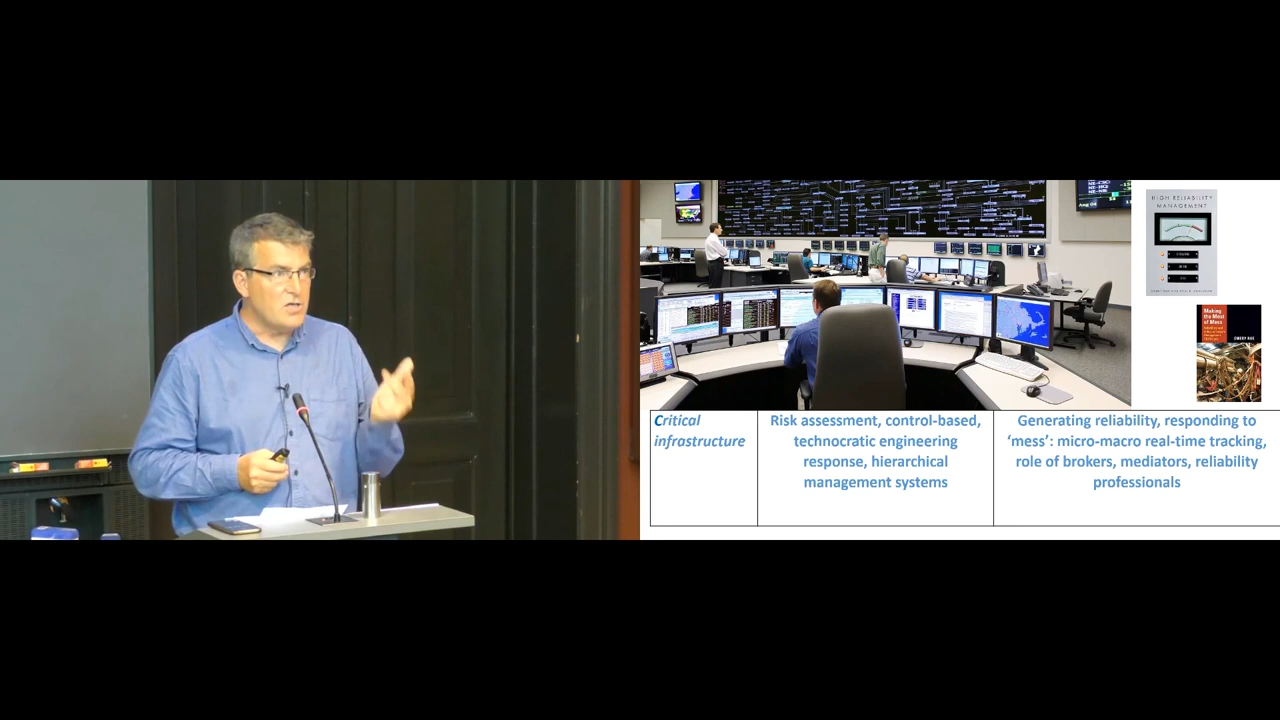 HIGH RELIABILITY
MANAGEMENT
Making
the Most
of Mess
EMERY ROE
Critical
infrastructure
Risk assessment, control-based,
technocratic engineering
response, hierarchical
management systems
Generating reliability, responding to
‘mess’: micro-macro real-time tracking,
role of brokers, mediators, reliability
professionals